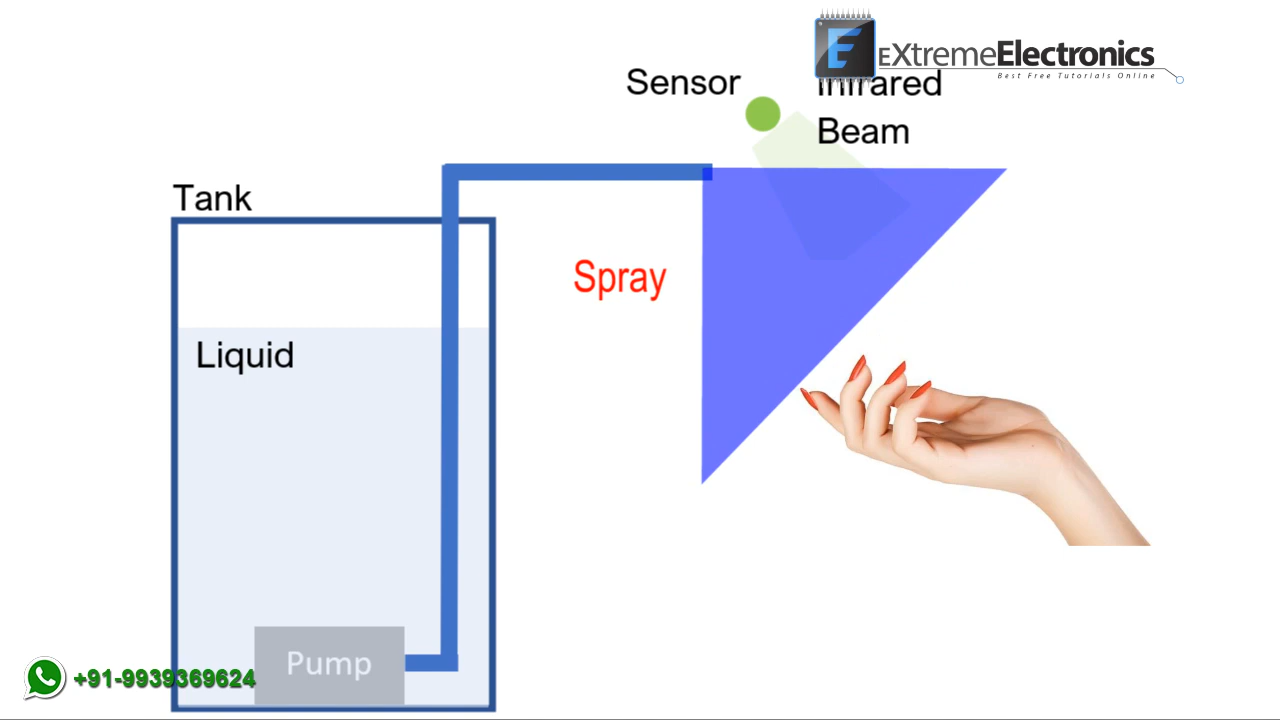 eXtremeElectronics
Best Free Tutorials Online
Sensor
Infrared
Beam
Tank
Spray
Liquid
Pump
+91-9939369624